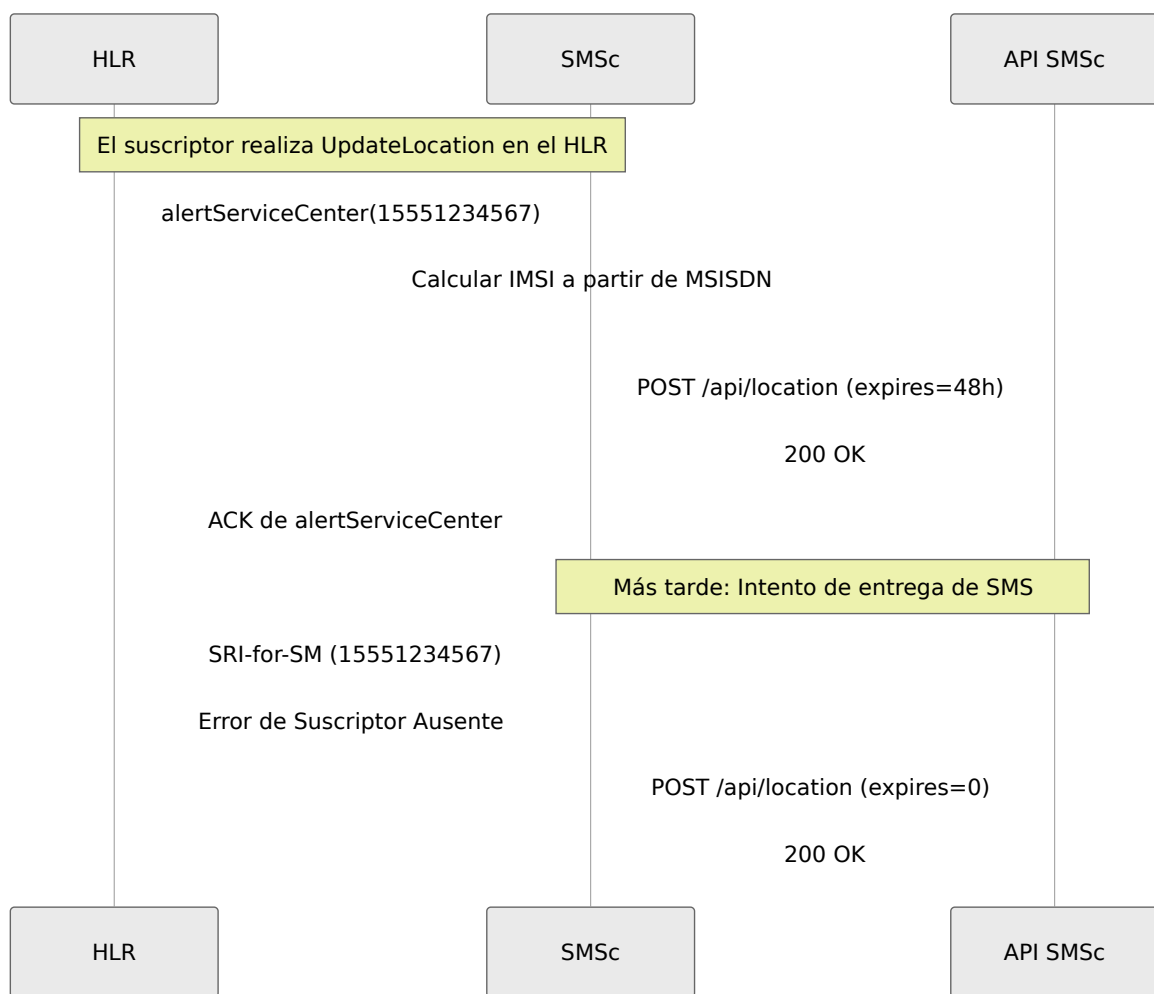 HLR
SMSc
API SMSc
El suscriptor realiza UpdateLocation en el HLR
alertServiceCenter(15551234567)
Calcular IMSI a partir de MSISDN
POST /api/location (expires=48h)
200 OK
ACK de alertServiceCenter
Más tarde: Intento de entrega de SMS
SRI-for-SM (15551234567)
Error de Suscriptor Ausente
POST /api/location (expires=0)
200 OK
HLR
SMSc
API SMSc